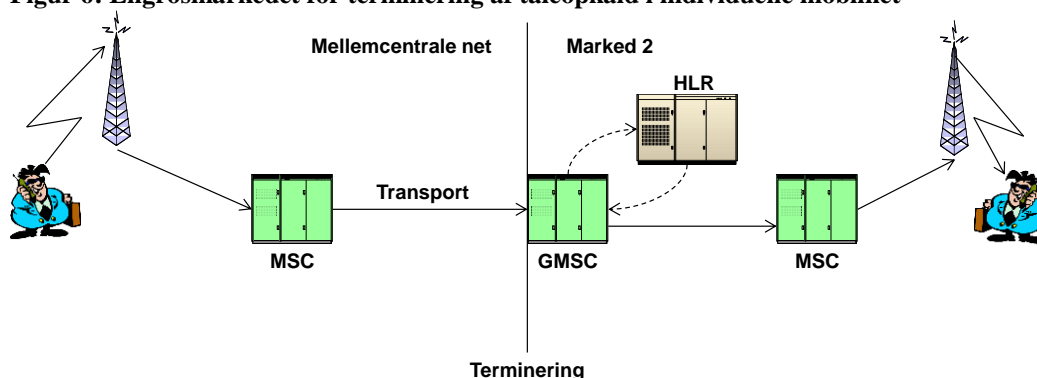 Figur 6: Engrosmarkedet for terminering af taleopkald i individuelle mobilnet
Mellemcentrale net
Marked 2
HLR
Transport
MSC
GMSC
MSC
Terminering